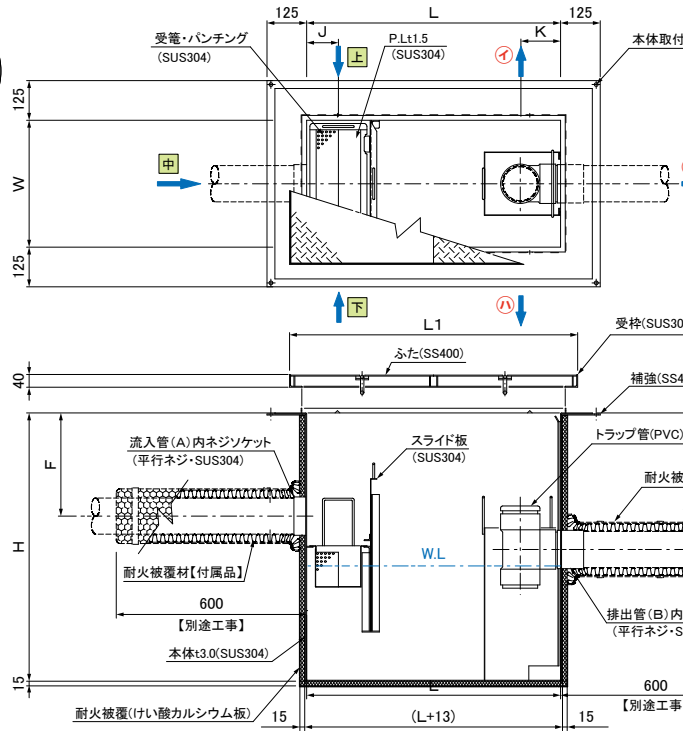 125
L
125
J
K
受篭・パンチング
(SUS304)
P.Lt1.5
(SUS304)
上
イ
本体取付
125
W
125
中
下
ハ
L1
受枠(SUS30
ふた(SS400)
40
補強(SS4
F
H
流入管(A)内ネジソケット
(平行ネジ・SUS304)
スライド板
(SUS304)
トラップ管(PVC)
耐火被
W.L
耐火被覆材【付属品】
600
【別途工事】
排出管(B)内
(平行ネジ・S
本体t3.0(SUS304)
15
L
600
【別途工事
耐火被覆(けい酸カルシウム板)
15
(L+13)
15